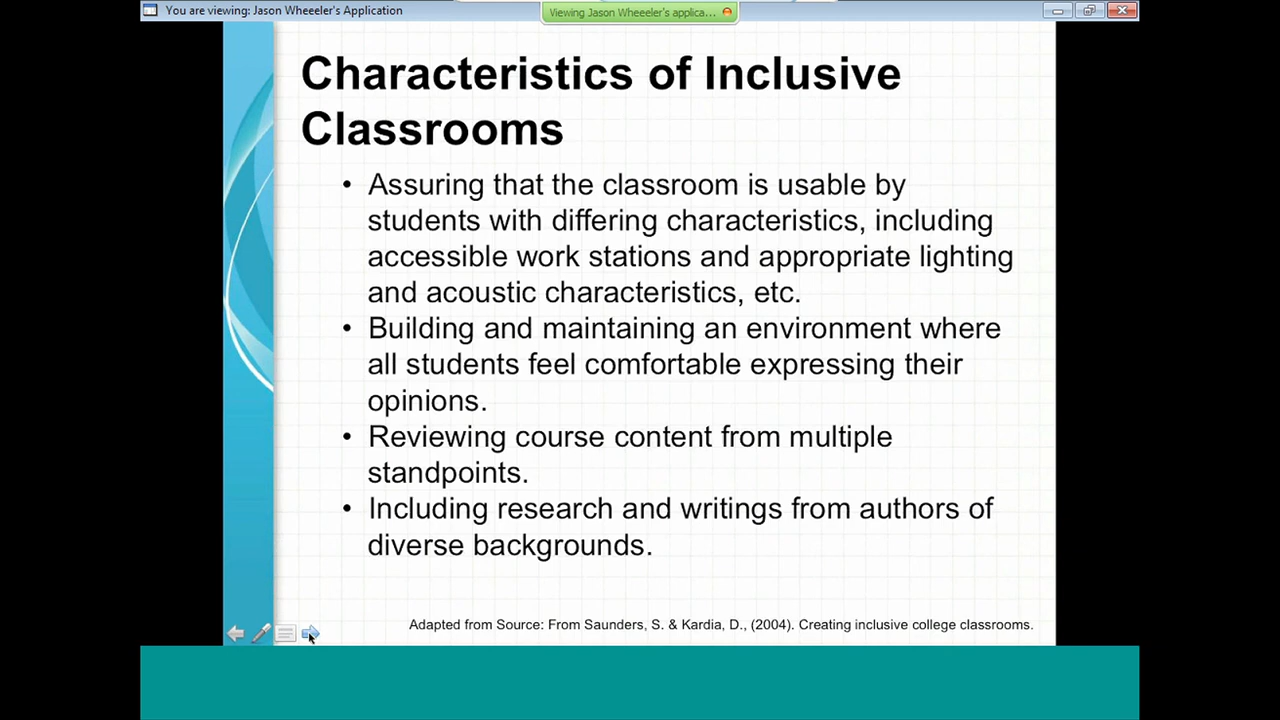 You are viewing: Jason Wheeeler's Application
Viewing Jason Wheeeler's applica...
Characteristics of Inclusive
Classrooms
• Assuring that the classroom is usable by
students with differing characteristics, including
accessible work stations and appropriate lighting
and acoustic characteristics, etc.
• Building and maintaining an environment where
all students feel comfortable expressing their
opinions.
• Reviewing course content from multiple
standpoints.
• Including research and writings from authors of
diverse backgrounds.
Adapted from Source: From Saunders, S. & Kardia, D., (2004). Creating inclusive college classrooms.